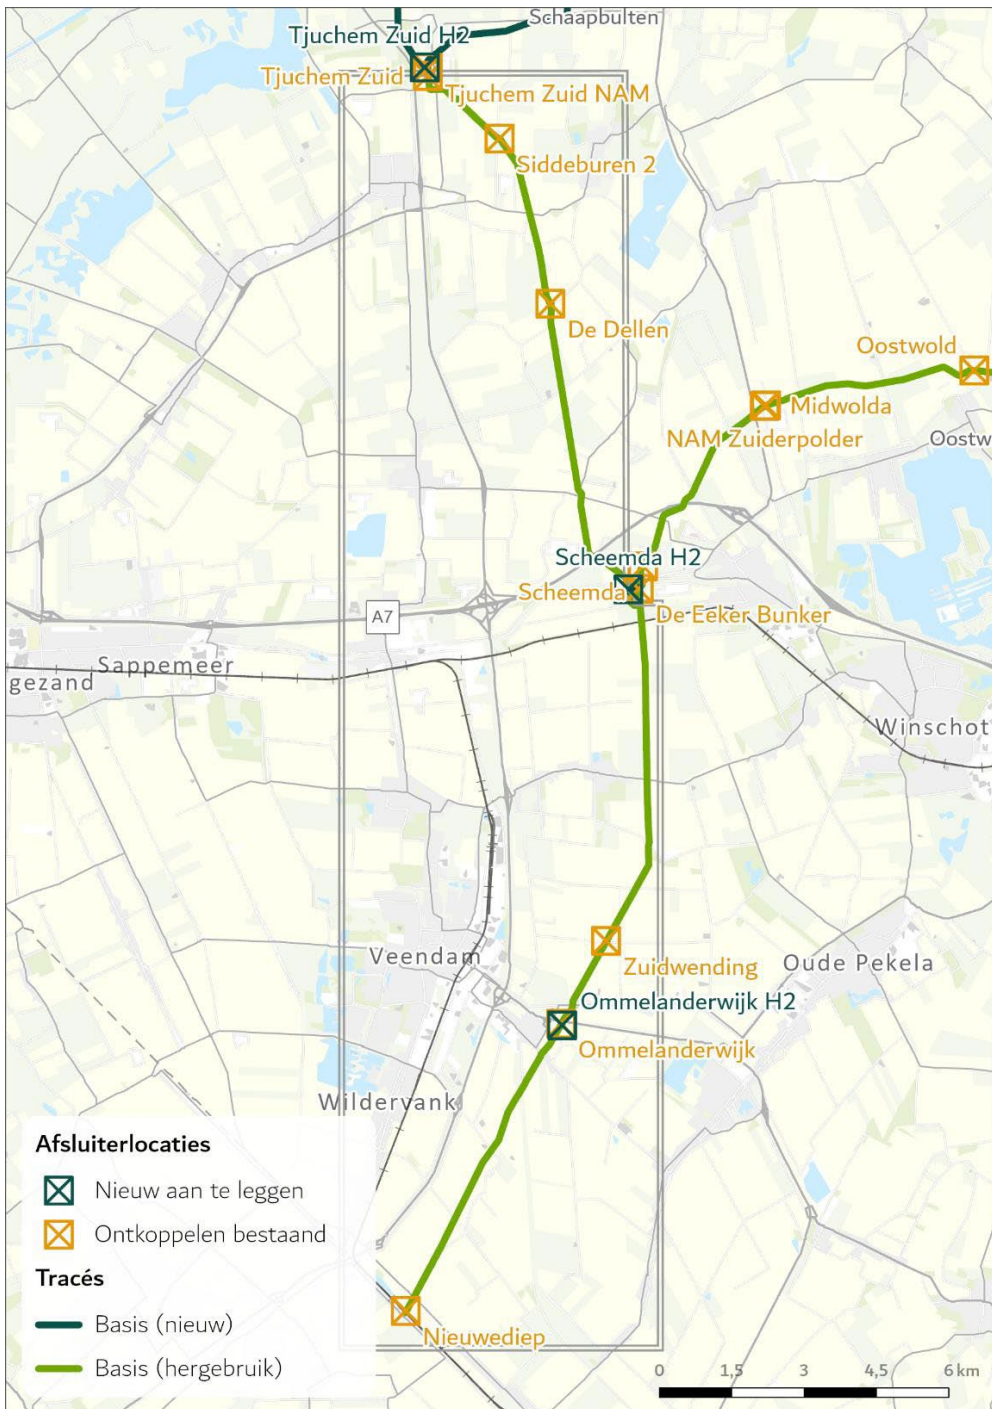 Schaapbulten
Tjuchem Zuid H2
Tjuchem Zuid
Tjuchem Zuid NAM
Siddeburen 2
De Dellen
Oostwold
Midwolda
NAM Zuiderpolder
Oostw
Scheemda H2
Scheemda
De Eeker Bunker
A7
Sappemeer
gezand
Winschot
Veendam
Zuidwending
Oude Pekela
Ommelanderwijk H2
Ommelanderwijk
Wildervank
Nieuwediep
Afsluiterlocaties
Nieuw aan te leggen
Ontkoppelen bestaand
Tracés
Basis (nieuw)
Basis (hergebruik)
0 1,5 3 4,5 6 km